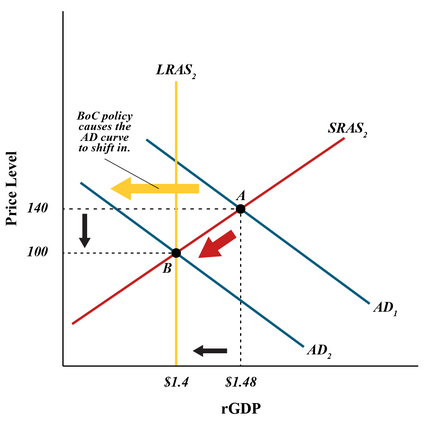 LRAS2
BoC policy
causes the
AD curve
to shift in.
SRAS2
A
Price Level
140
100
B
AD1
AD2
$1.4
$1.48
rGDP